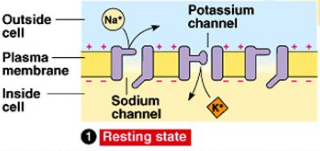 Outside
cell
Na+
Potassium
channel
+ + + + + + + +
Plasma
membrane
- - - - - - - -
Inside
cell
Sodium
channel
K+
1 Resting state